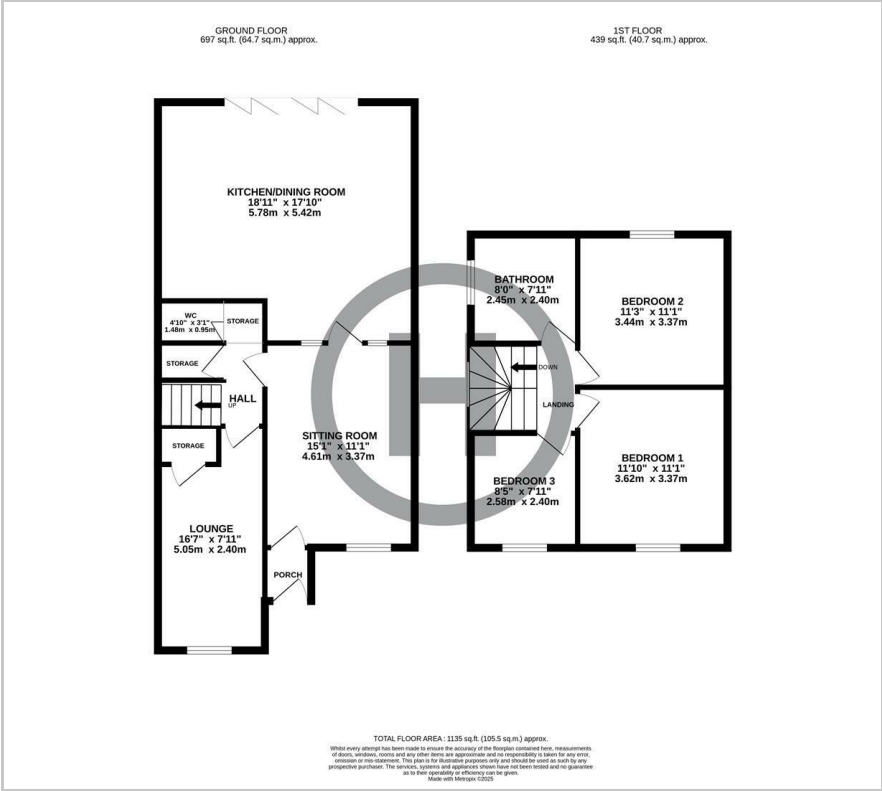 GROUND FLOOR
697 sq.ft. (64.7 sq.m.) approx.
1ST FLOOR
439 sq.ft. (40.7 sq.m.) approx.
KITCHEN/DINING ROOM
18'11" x 17'10"
5.78m x 5.42m
WC
4'10" x 3'1"
1.48m x 0.95m
STORAGE
STORAGE
HALL
UP
STORAGE
SITTING ROOM
15'1" x 11'1"
4.61m x 3.37m
LOUNGE
16'7" x 7'11"
5.05m x 2.40m
PORCH
BATHROOM
8'0" x 7'11"
2.45m x 2.40m
BEDROOM 2
11'3" x 11'1"
3.44m x 3.37m
DOWN
LANDING
BEDROOM 1
11'10" x 11'1"
3.62m x 3.37m
BEDROOM 3
8'5" x 7'11"
2.58m x 2.40m
H
TOTAL FLOOR AREA : 1135 sq.ft. (105.5 sq.m.) approx.
Whilst every attempt has been made to ensure the accuracy of the floorplan contained here, measurements
of doors, windows, rooms and any other items are approximate and no responsibility is taken for any error,
omission or mis-statement. This plan is for illustrative purposes only and should be used as such by any
prospective purchaser. The services, systems and appliances shown have not been tested and no guarantee
as to their operability or efficiency can be given.
Made with Metropix ©2025